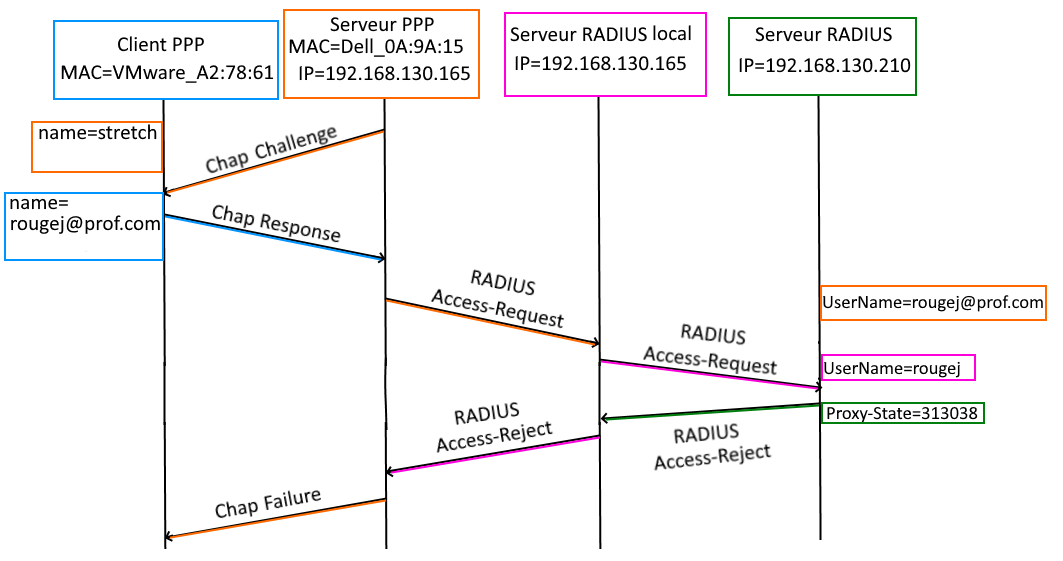 Client PPP
MAC=VMware_A2:78:61
Serveur PPP
MAC=Dell_0A:9A:15
IP=192.168.130.165
Serveur RADIUS local
IP=192.168.130.165
Serveur RADIUS
IP=192.168.130.210
name=stretch
Chap Challenge
name=
rougej@prof.com
Chap Response
RADIUS
Access-Request
UserName=rougej@prof.com
RADIUS
Access-Request
UserName=rougej
Proxy-State=313038
RADIUS
Access-Reject
RADIUS
Access-Reject
Chap Failure